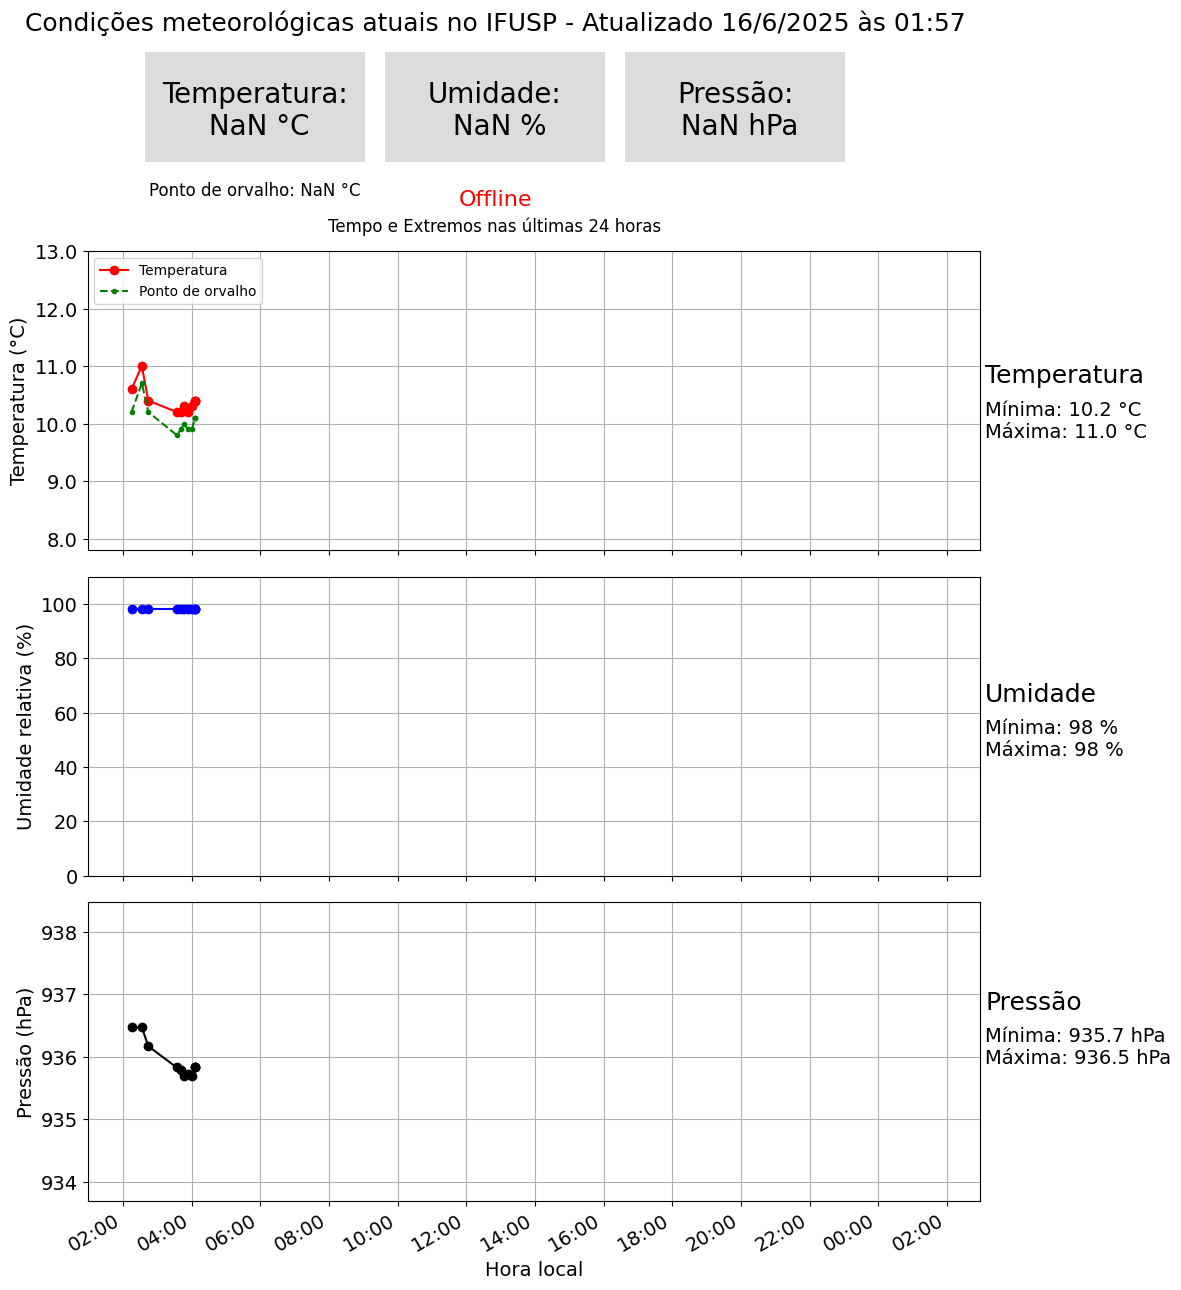 Condições meteorológicas atuais no IFUSP - Atualizado 16/6/2025 às 01:57
Temperatura:
NaN °C
Umidade:
NaN %
Pressão:
NaN hPa
Ponto de orvalho: NaN °C
Offline
Tempo e Extremos nas últimas 24 horas
13.0
12.0
11.0
10.0
9.0
8.0
Temperatura (°C)
Temperatura
Ponto de orvalho
Temperatura
Mínima: 10.2 °C
Máxima: 11.0 °C
100
80
60
40
20
0
Umidade relativa (%)
Umidade
Mínima: 98 %
Máxima: 98 %
938
937
936
935
934
Pressão (hPa)
Pressão
Mínima: 935.7 hPa
Máxima: 936.5 hPa
02:00 04:00 06:00 08:00 10:00 12:00 14:00 16:00 18:00 20:00 22:00 00:00 02:00
Hora local